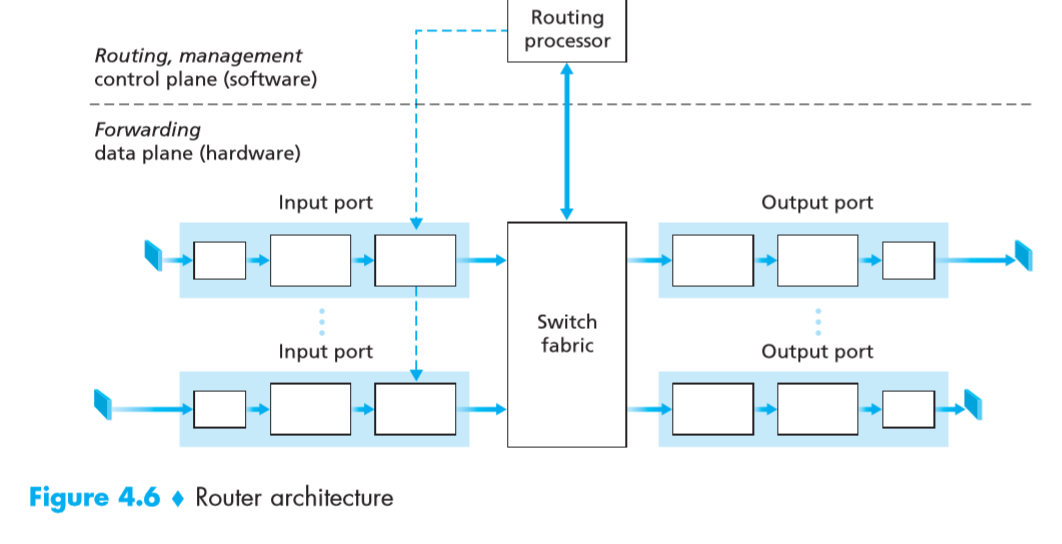 Routing
processor
Routing, management
control plane (software)
Forwarding
data plane (hardware)
Input port
Output port
Switch
fabric
Input port
Output port
Figure 4.6 ♦ Router architecture